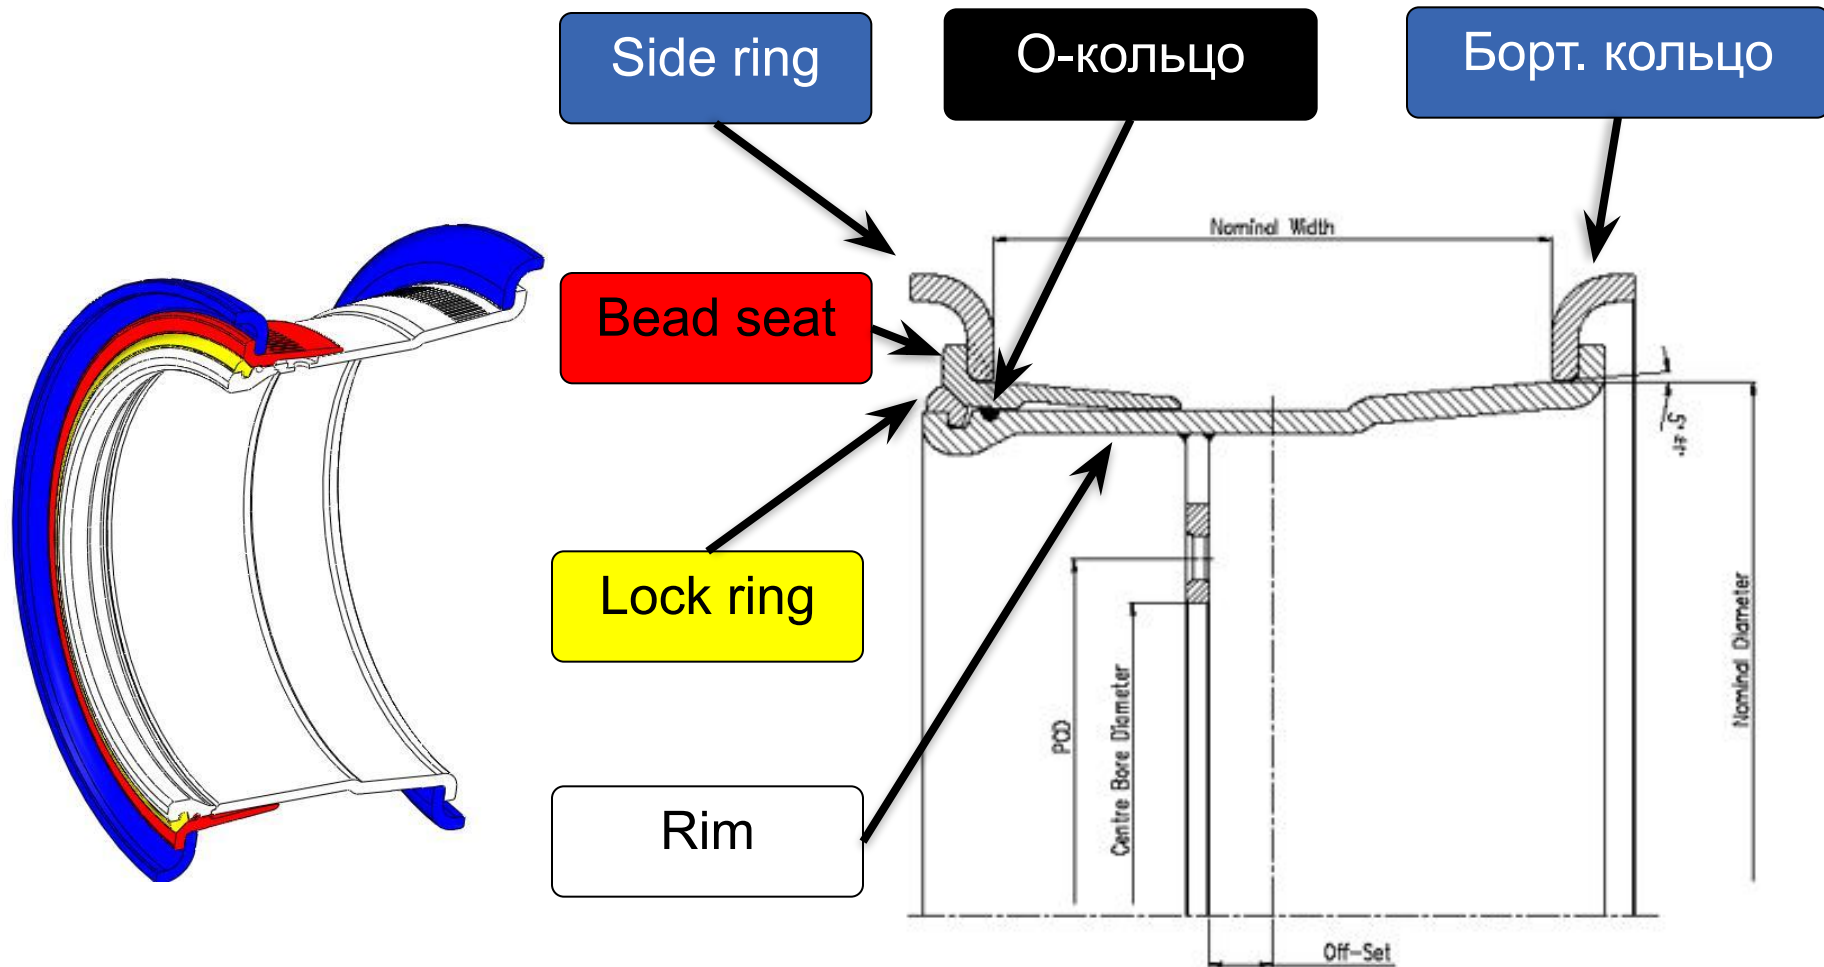 Side ring
О-кольцо
Борт. кольцо
Nominal Width
Bead seat
Lock ring
Rim
PCD
Centre Bore Diameter
Nominal Diameter
Off-Set